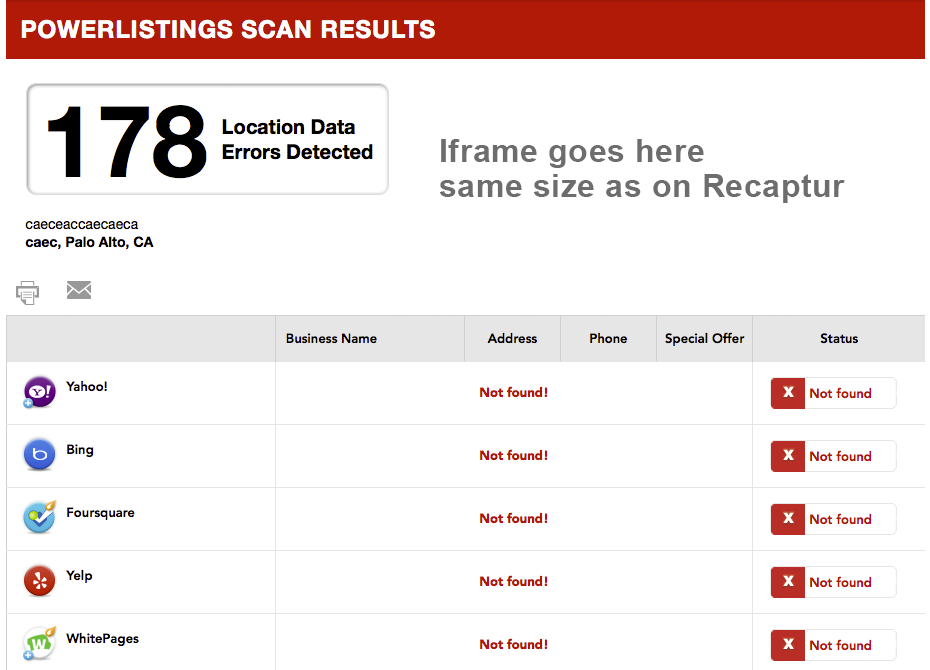 POWERLISTINGS SCAN RESULTS
178 Location Data
Errors Detected
Iframe goes here
same size as on Recaptur
caeceaccaecaeca
caec, Palo Alto, CA
Business Name Address Phone Special Offer Status
Y! Yahoo! Not found! X Not found
b Bing Not found! X Not found
Foursquare Not found! X Not found
Yelp Not found! X Not found
W WhitePages Not found! X Not found